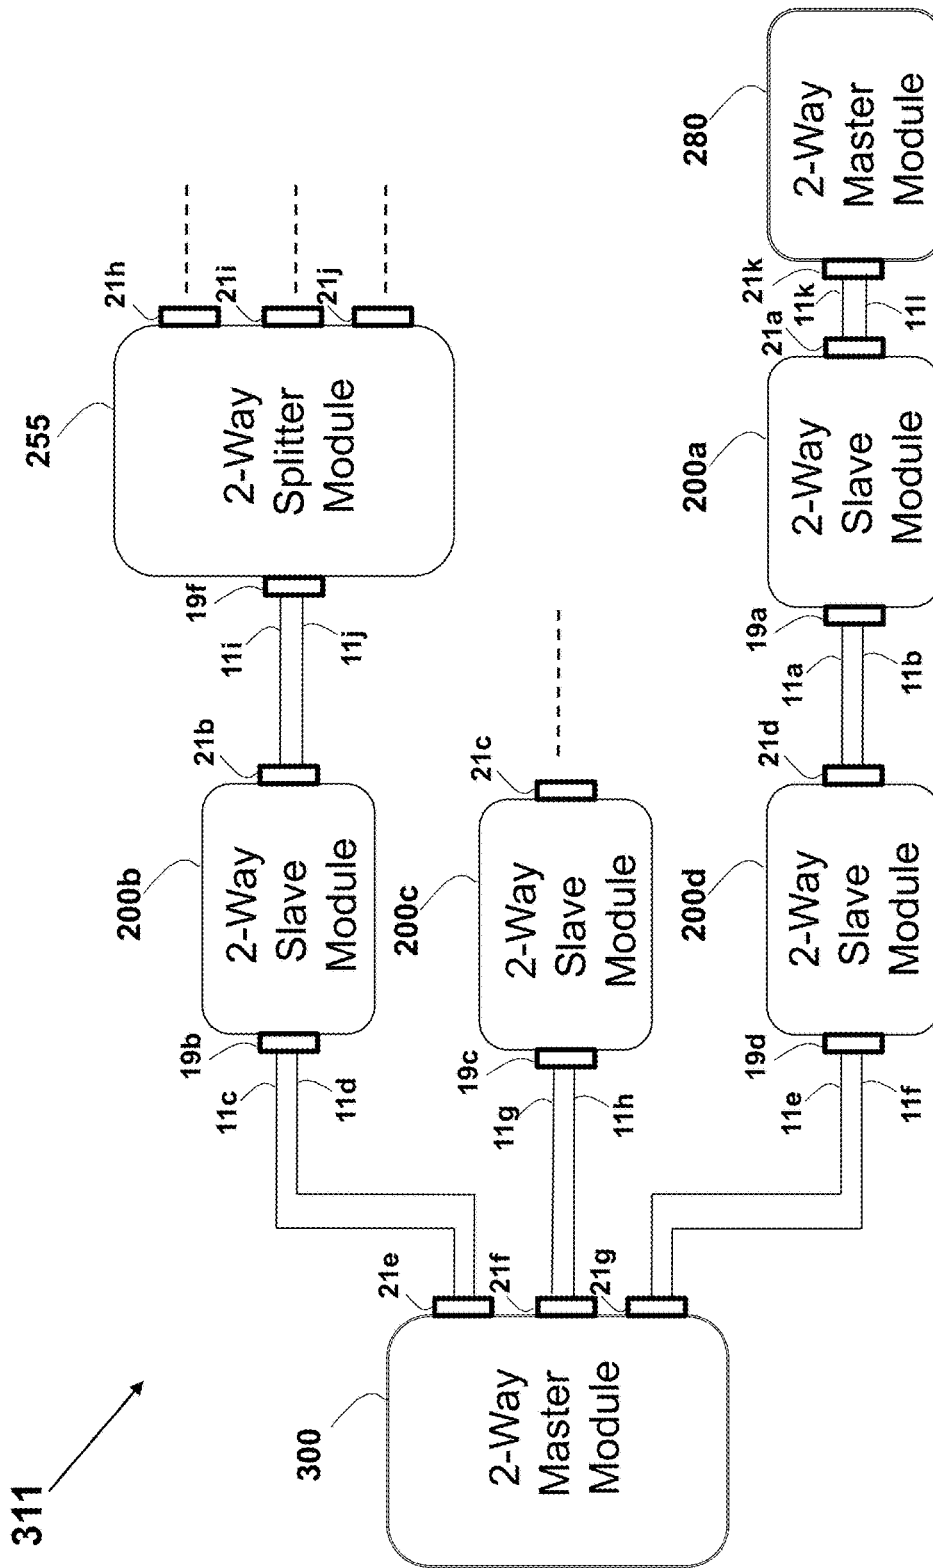 311
300
2-Way
Master
Module
21e
21f
21g
11c
11d
11g
11h
11e
11f
19b
19c
19d
200b
2-Way
Slave
Module
200c
2-Way
Slave
Module
200d
2-Way
Slave
Module
21b
21c
21d
11i
11j
11a
11b
19f
19a
255
2-Way
Splitter
Module
200a
2-Way
Slave
Module
21h
21i
21j
21a
11k
11l
21k
280
2-Way
Master
Module